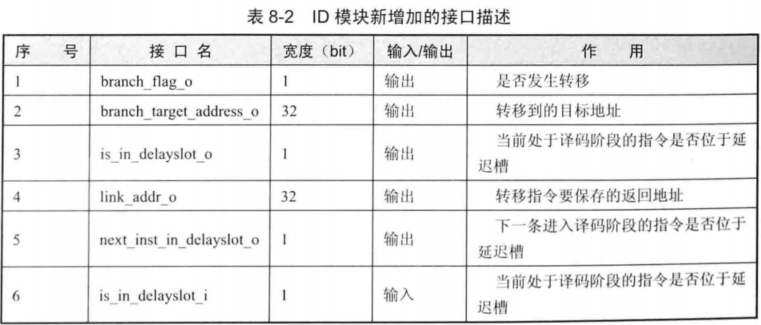 表 8-2 ID 模块新增加的接口描述
序 号 接 口 名 宽度（bit） 输入/输出 作 用
1 branch_flag_o 1 输出 是否发生转移
2 branch_target_address_o 32 输出 转移到的目标地址
3 is_in_delayslot_o 1 输出 当前处于译码阶段的指令是否位于延
迟槽
4 link_addr_o 32 输出 转移指令要保存的返回地址
5 next_inst_in_delayslot_o 1 输出 下一条进入译码阶段的指令是否位于
延迟槽
6 is_in_delayslot_i 1 输入 当前处于译码阶段的指令是否位于延
迟槽